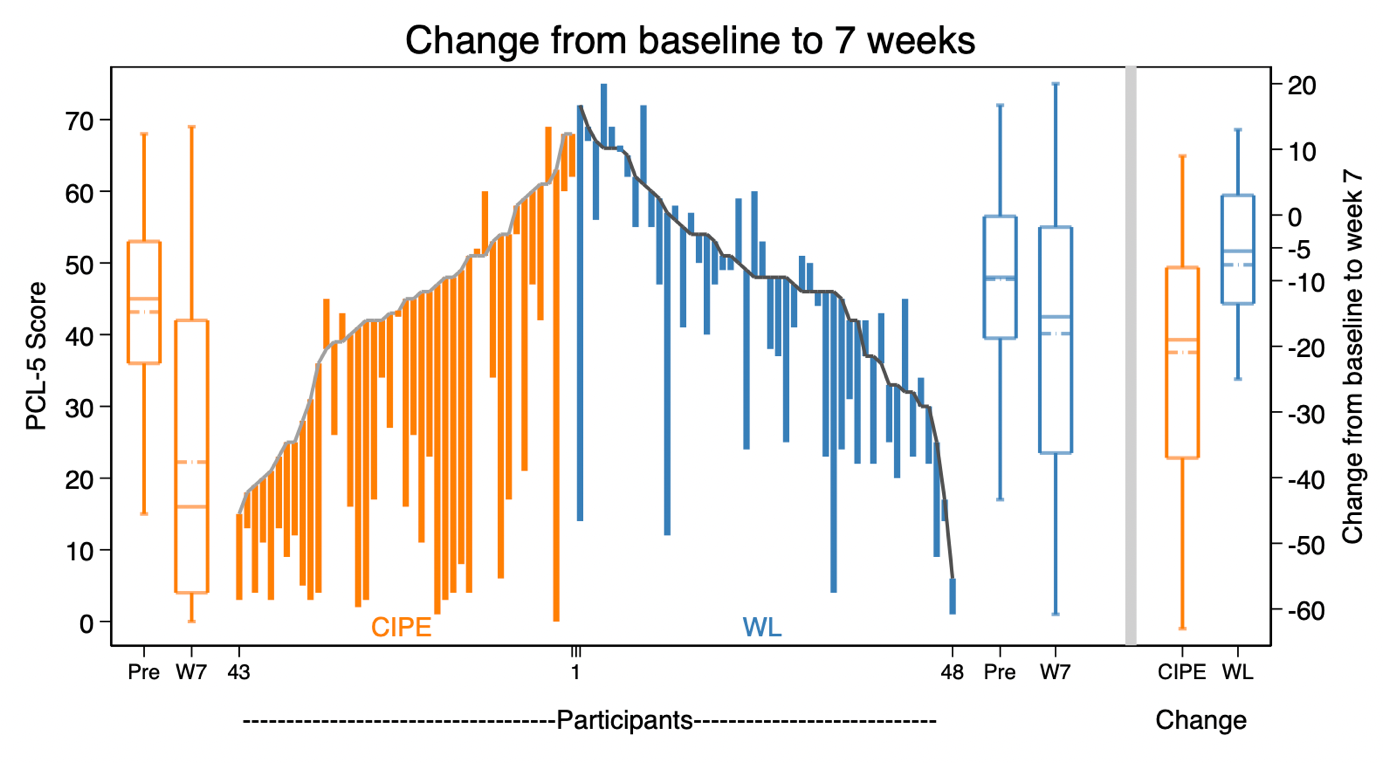 Change from baseline to 7 weeks
PCL-5 Score
70
60
50
40
30
20
10
0
20
10
0
-5
-10
-20
-30
-40
-50
-60
Change from baseline to week 7
CIPE
WL
Pre W7 43 1 48 Pre W7 CIPE WL
------------------------------------Participants----------------------------
Change